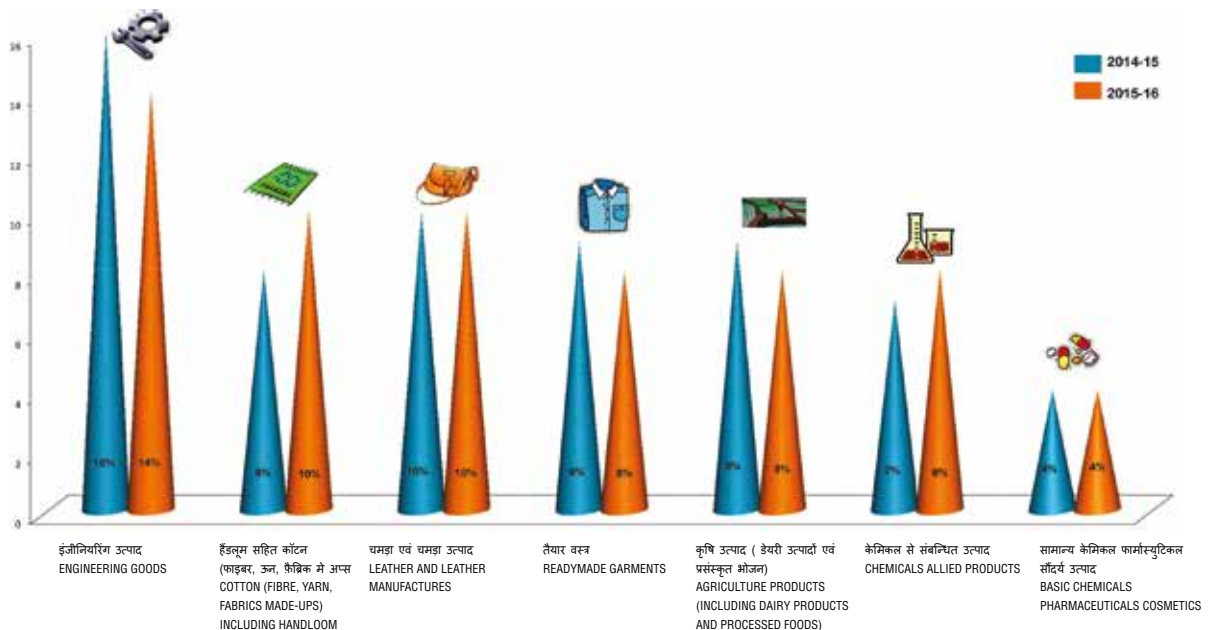 16
14
12
10
8
6
4
2
0
2014-15
2015-16
16% 14%
8% 10%
10% 10%
9% 8%
9% 8%
7% 8%
4% 4%
इंजीनियरिंग उत्पाद
ENGINEERING GOODS
हैंडलूम सहित कॉटन
(फाइबर, ऊन, फ़ैब्रिक मे अप्स
COTTON (FIBRE, YARN,
FABRICS MADE-UPS)
INCLUDING HANDLOOM
चमड़ा एवं चमड़ा उत्पाद
LEATHER AND LEATHER
MANUFACTURES
तैयार वस्त्र
READYMADE GARMENTS
कृषि उत्पाद ( डेयरी उत्पादों एवं
प्रसंस्कृत भोजन)
AGRICULTURE PRODUCTS
(INCLUDING DAIRY PRODUCTS
AND PROCESSED FOODS)
केमिकल से संबन्धित उत्पाद
CHEMICALS ALLIED PRODUCTS
सामान्य केमिकल फार्मास्युटिकल
सौंदर्य उत्पाद
BASIC CHEMICALS
PHARMACEUTICALS COSMETICS